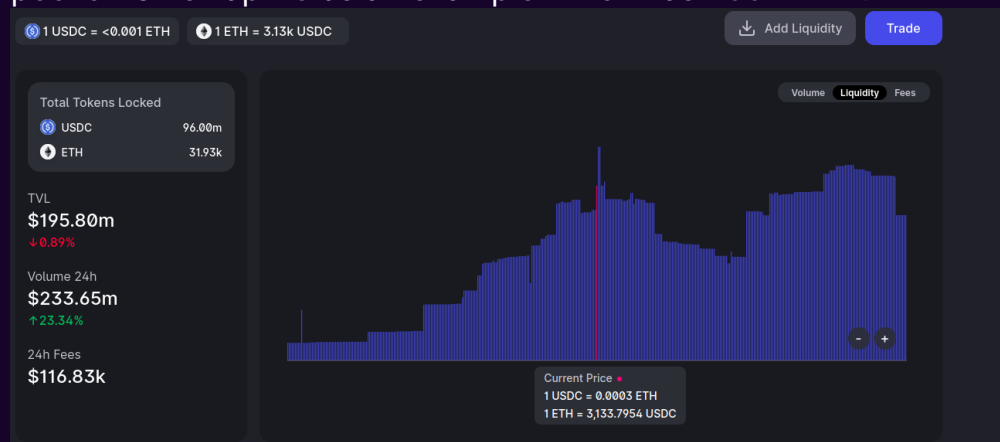 1 USDC = <0.001 ETH
1 ETH = 3.13k USDC
Add Liquidity
Trade
Total Tokens Locked
USDC 96.00m
ETH 31.93k
TVL
$195.80m
↓0.89%
Volume 24h
$233.65m
↑23.34%
24h Fees
$116.83k
Volume Liquidity Fees
- +
Current Price
1 USDC = 0.0003 ETH
1 ETH = 3,133.7954 USDC